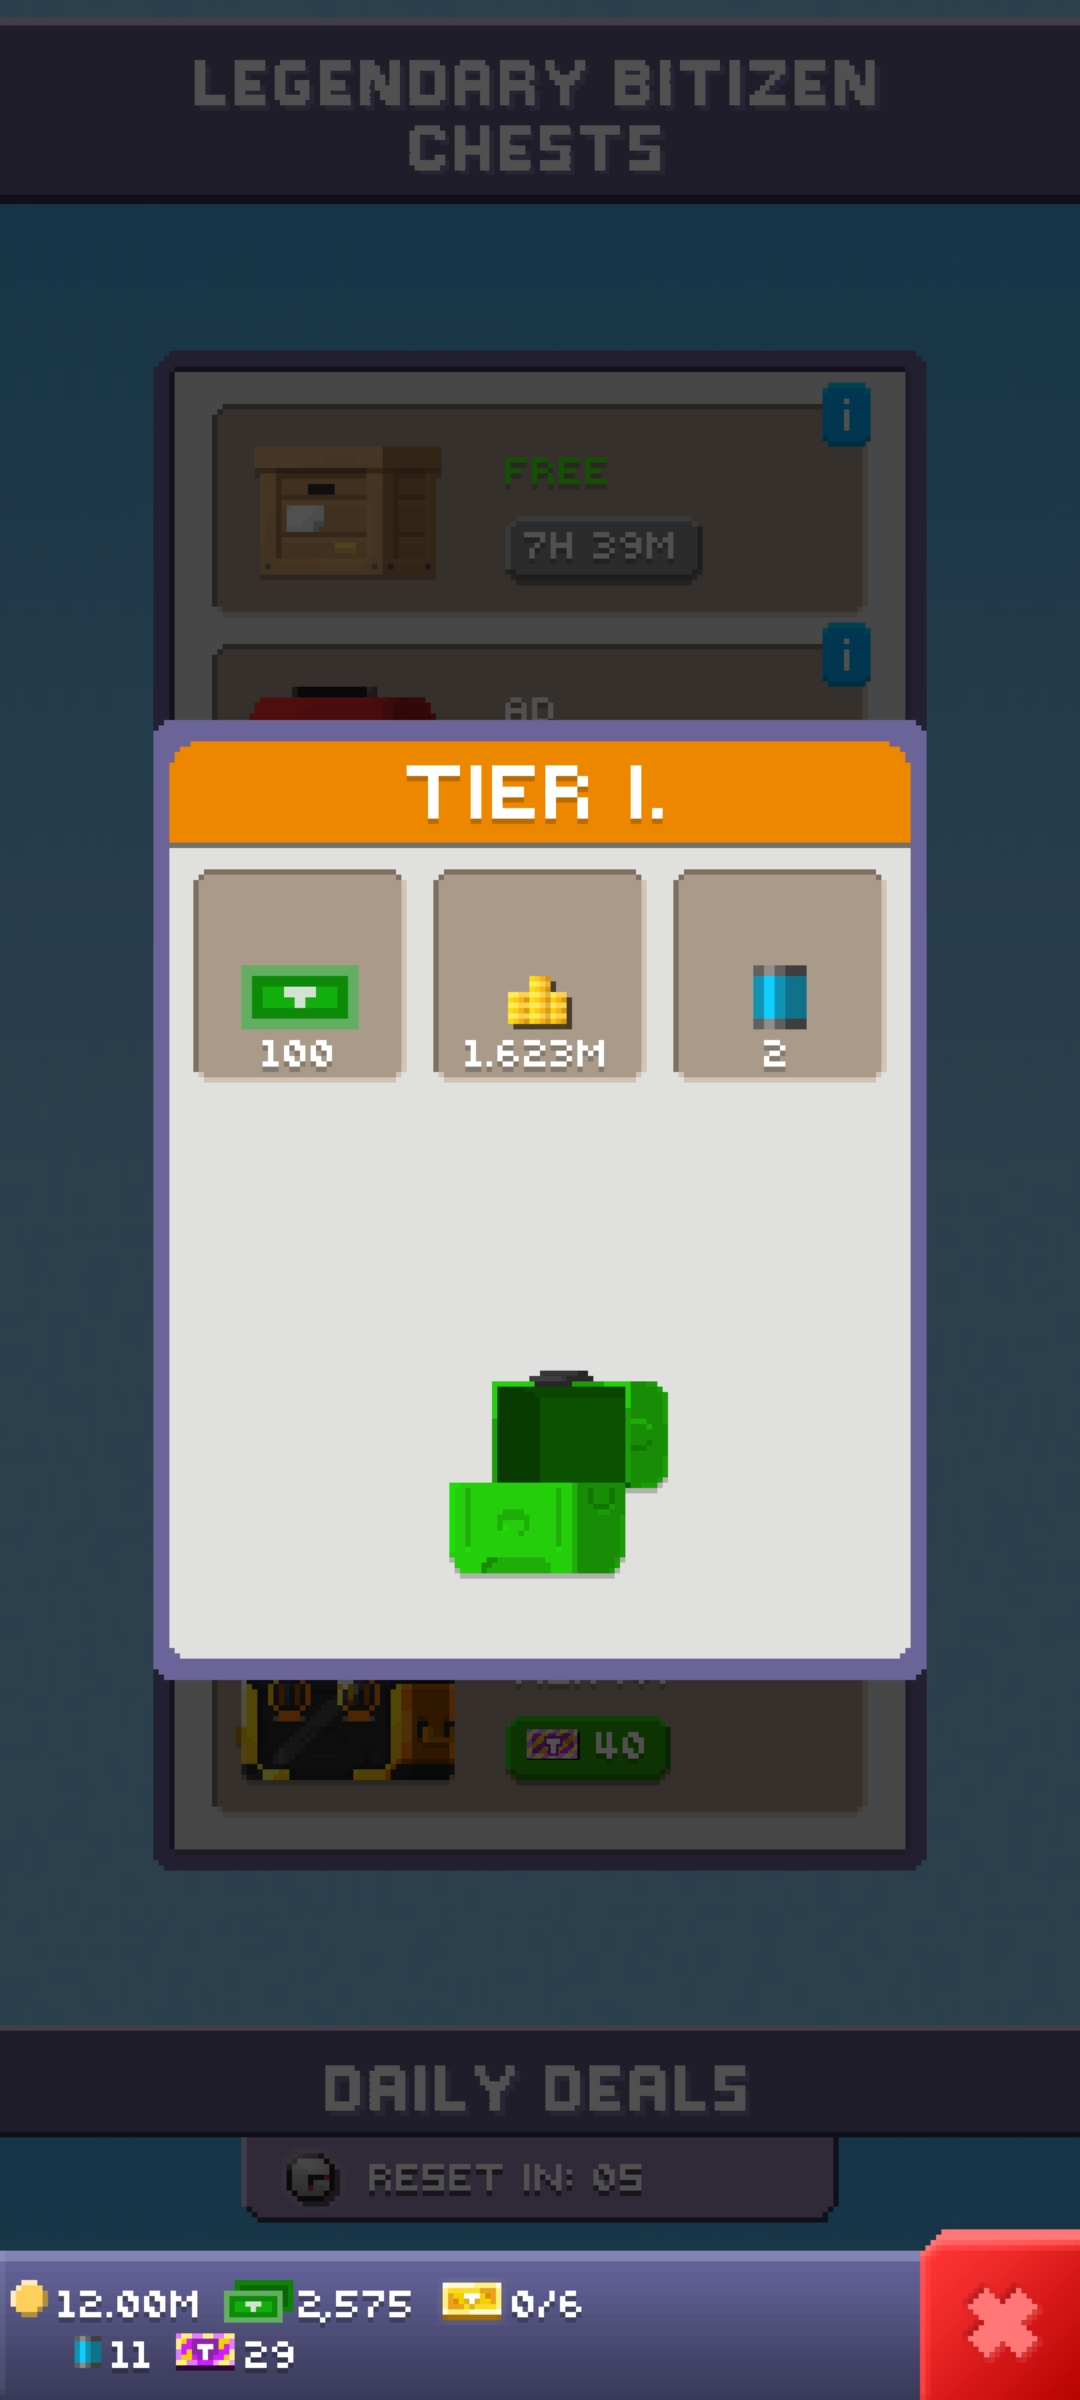 LEGENDARY BITIZEN
CHESTS
i
FREE
7H 39M
i
AD
TIER 1.
100
1.623M
2
40
DAILY DEALS
RESET IN: 05
12.00M
2,575
0/6
11
29